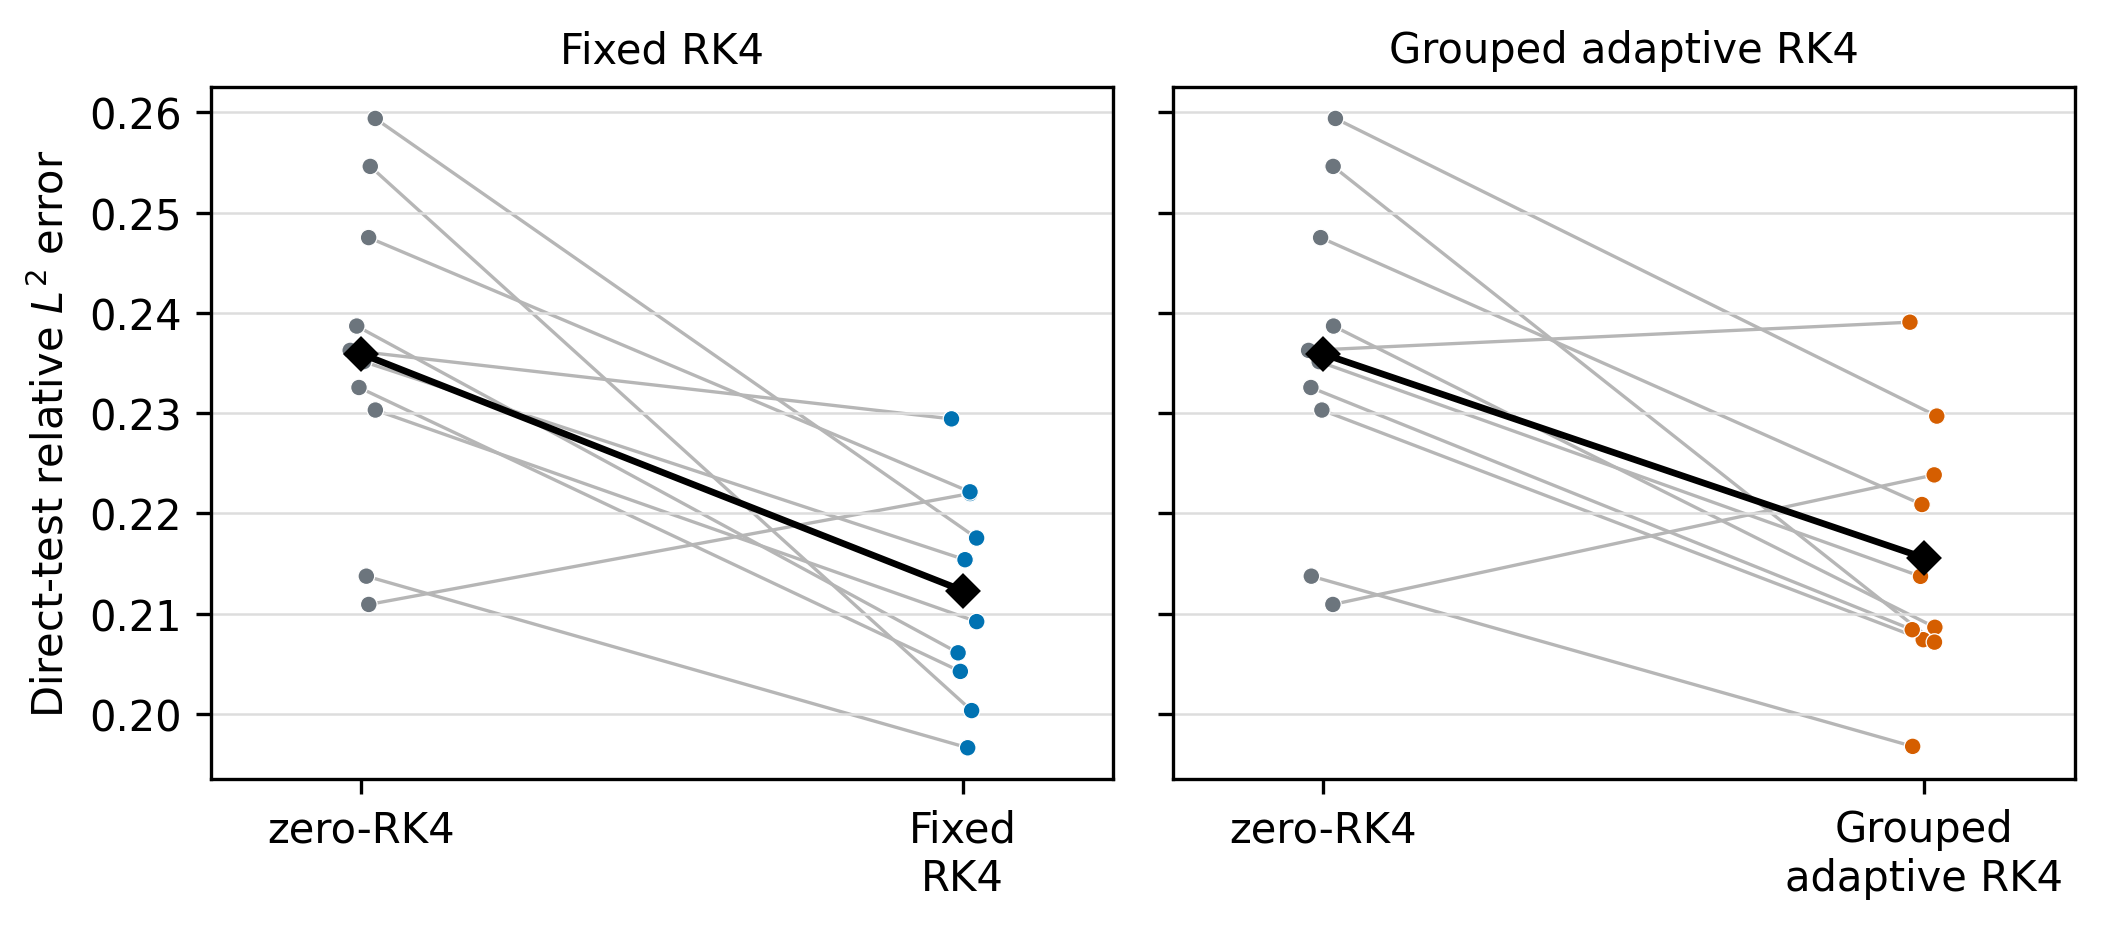 Fixed RK4
Grouped adaptive RK4
Direct-test relative L² error
0.26
0.25
0.24
0.23
0.22
0.21
0.20
zero-RK4
Fixed
RK4
zero-RK4
Grouped
adaptive RK4